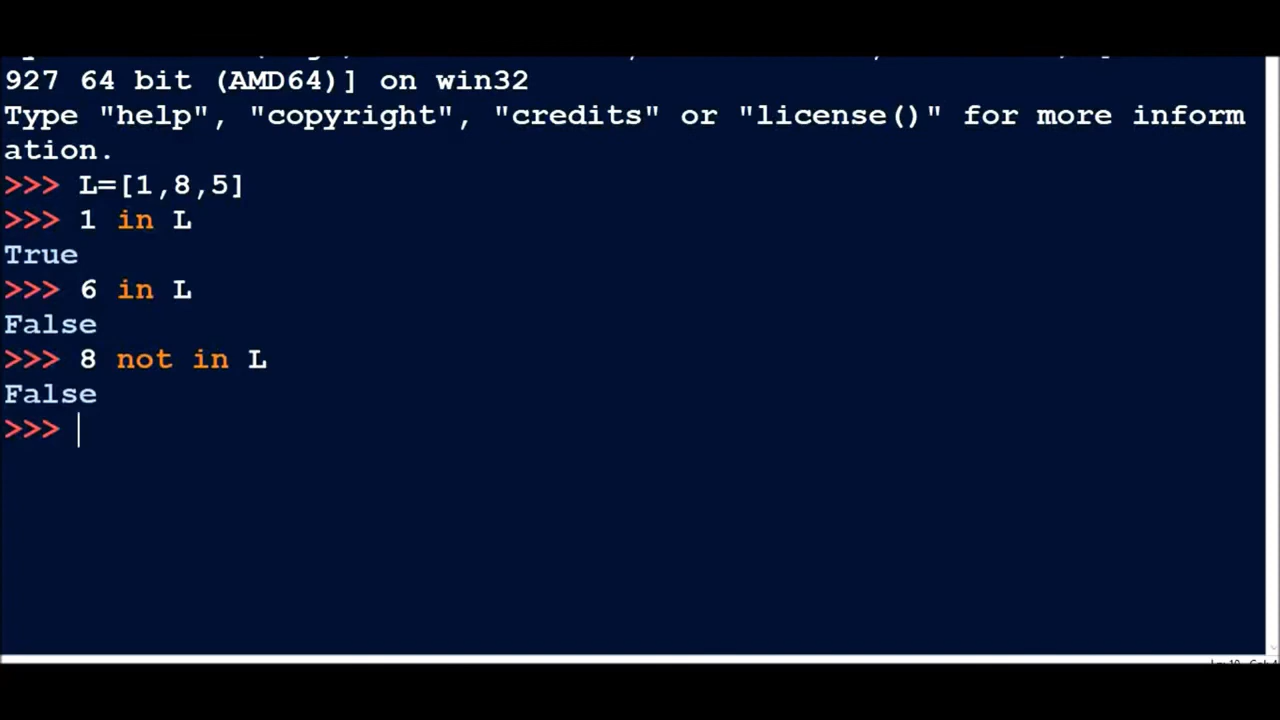 927 64 bit (AMD64)] on win32
Type "help", "copyright", "credits" or "license()" for more inform
ation.
>>> L=[1,8,5]
>>> 1 in L
True
>>> 6 in L
False
>>> 8 not in L
False
>>>